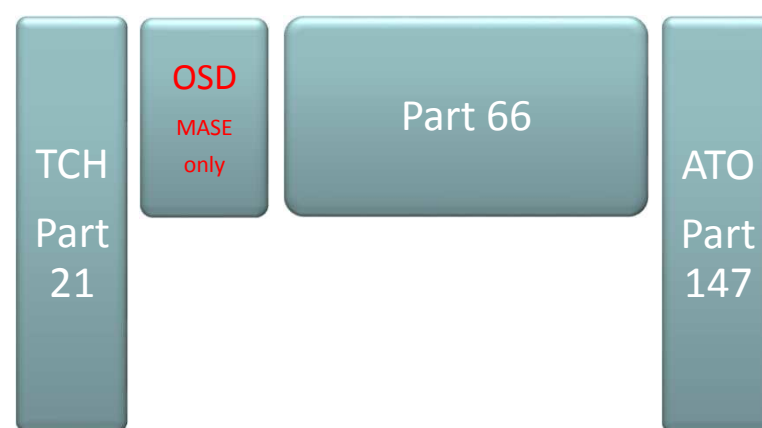 TCH
Part
21
OSD
MASE
only
Part 66
ATO
Part
147